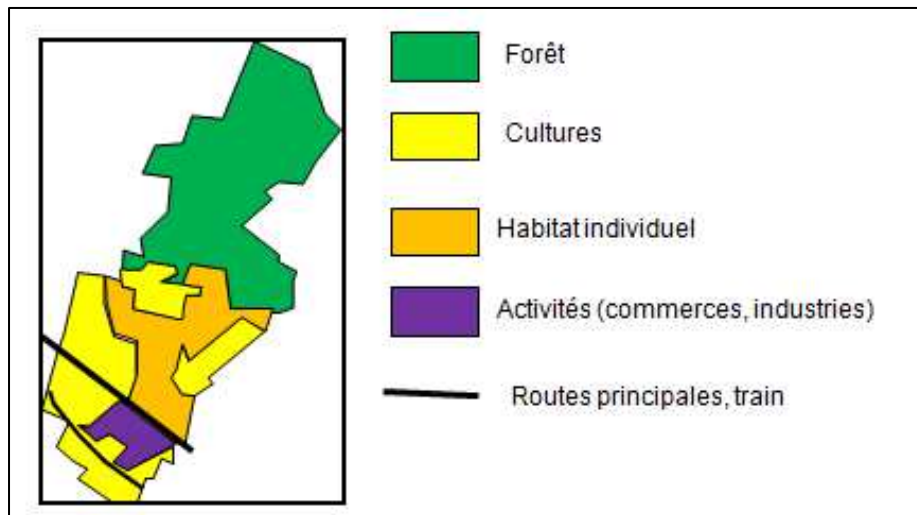 Forêt
Cultures
Habitat individuel
Activités (commerces, industries)
Routes principales, train